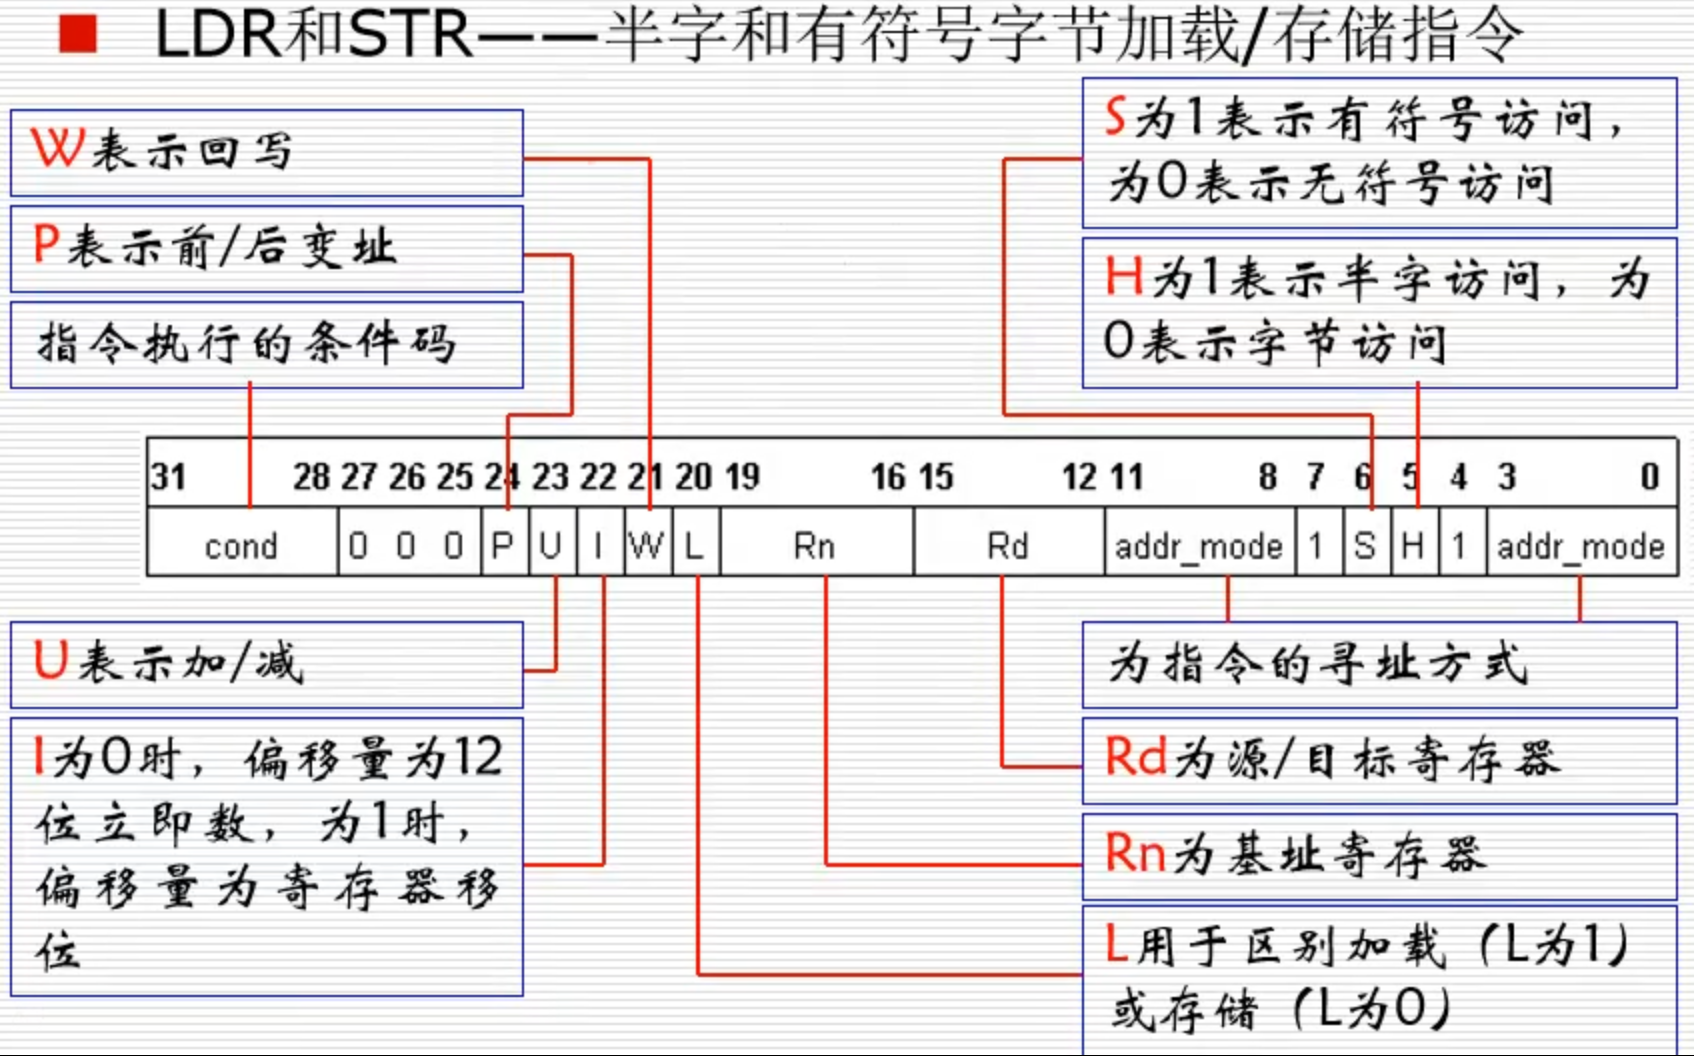 LDR和STR——半字和有符号字节加载/存储指令
W表示回写
P表示前/后变址
指令执行的条件码
S为1表示有符号访问，
为0表示无符号访问
H为1表示半字访问，为
0表示字节访问
31 28 27 26 25 24 23 22 21 20 19 16 15 12 11 8 7 6 5 4 3 0
cond 0 0 0 P U I W L Rn Rd addr_mode 1 S H 1 addr_mode
U表示加/减
I为0时，偏移量为12
位立即数，为1时，
偏移量为寄存器移
位
为指令的寻址方式
Rd为源/目标寄存器
Rn为基址寄存器
L用于区别加载（L为1）
或存储（L为0）